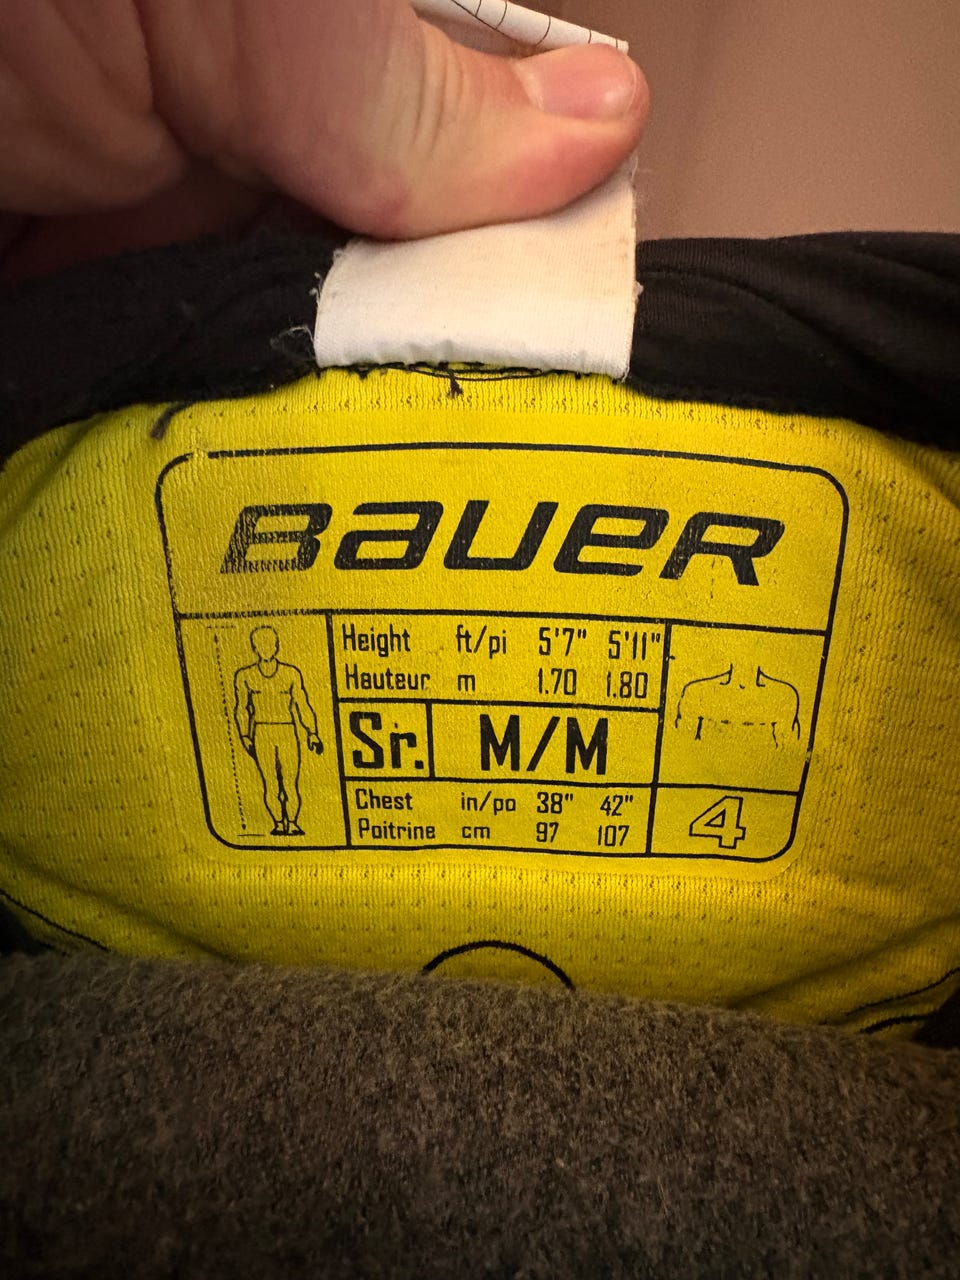 BAUER
Height ft/pi 5'7" 5'11"
Hauteur m 1.70 1.80
Sr. M/M
Chest in/po 38" 42"
Poitrine cm 97 107
4